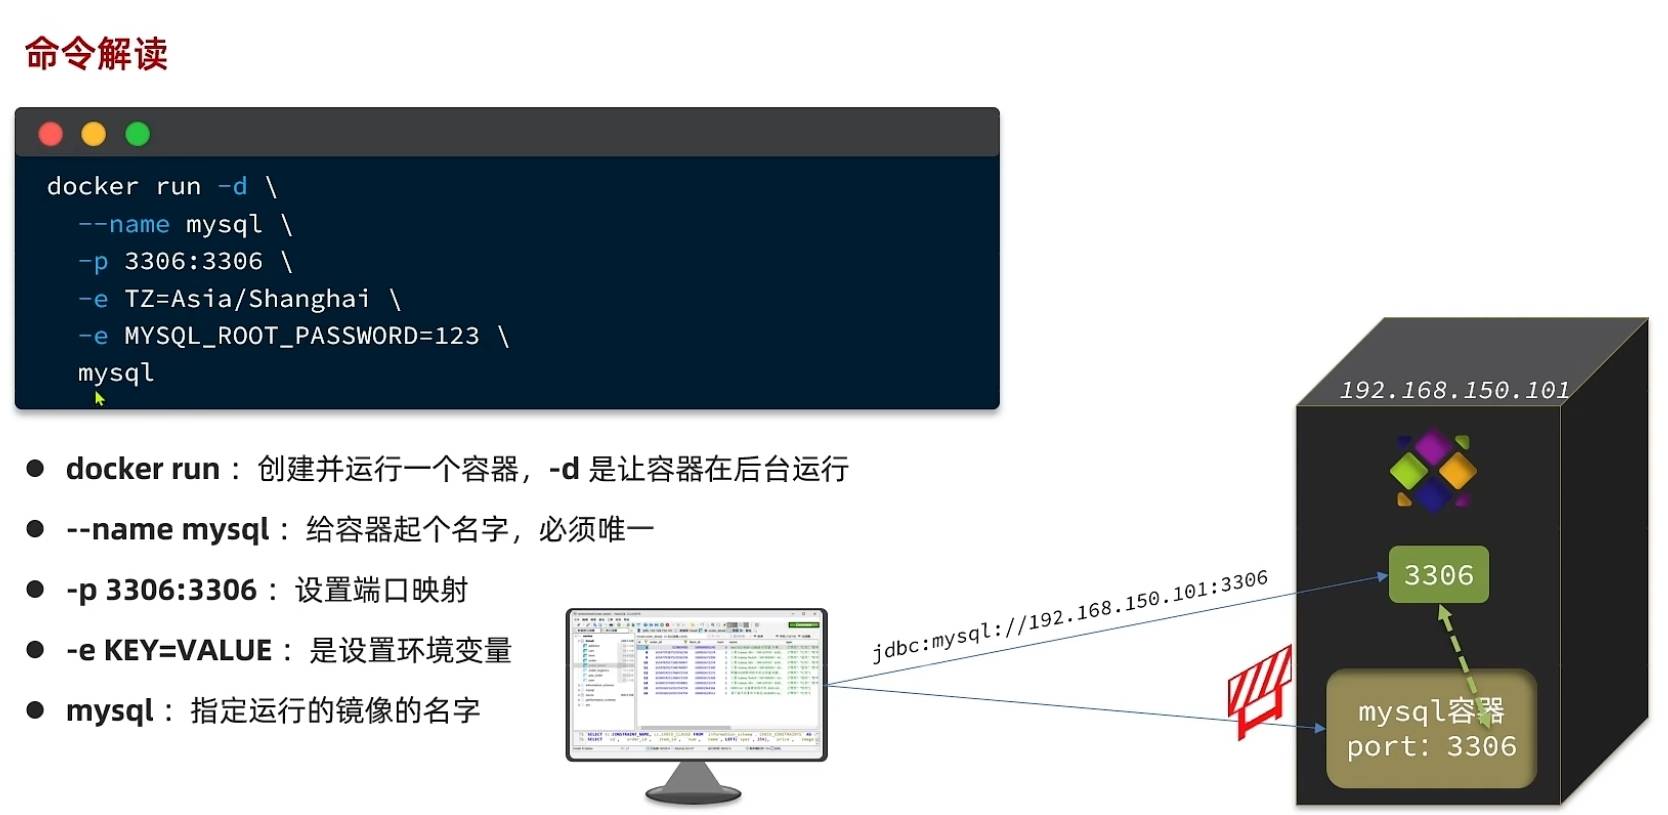 命令解读
docker run -d \
--name mysql \
-p 3306:3306 \
-e TZ=Asia/Shanghai \
-e MYSQL_ROOT_PASSWORD=123 \
mysql
● docker run ：创建并运行一个容器，-d 是让容器在后台运行
● --name mysql ：给容器起个名字，必须唯一
● -p 3306:3306 ：设置端口映射
● -e KEY=VALUE ：是设置环境变量
● mysql ：指定运行的镜像的名字
jdbc:mysql://192.168.150.101:3306
192.168.150.101
3306
mysql容器
port: 3306